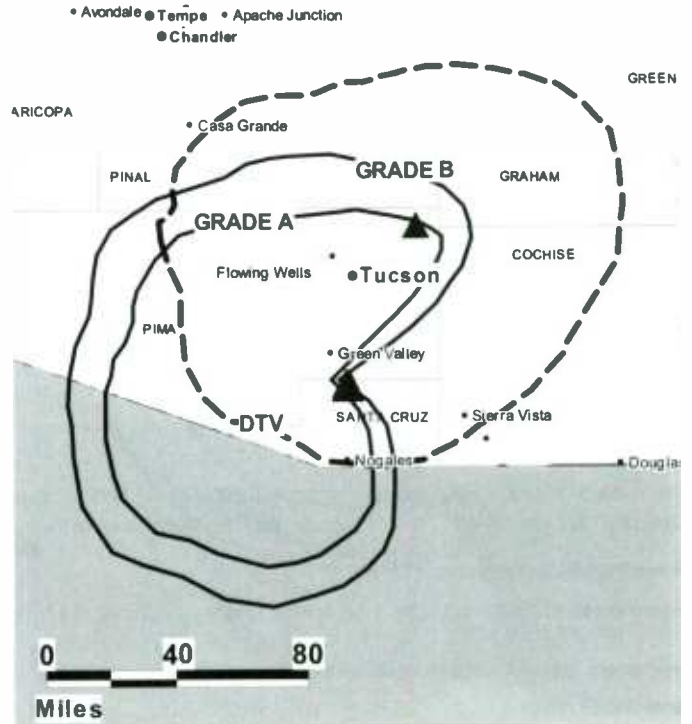 Avondale Tempe Apache Junction
Chandler
GREEN
ARICOPA
Casa Grande
PINAL
GRADE B
GRAHAM
GRADE A
COCHISE
Flowing Wells
Tucson
PIMA
Green Valley
SANTA CRUZ
Sierra Vista
DTV
Nogales
Douglas
0 40 80
Miles